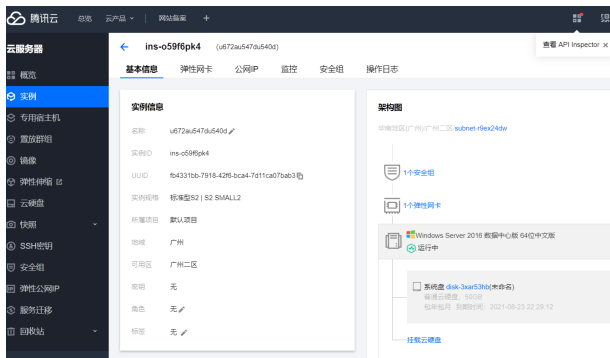 腾讯云 总览 云产品 网站备案 +
查看 API Inspector ×
云服务器
ins-o59f6pk4 (u672au547du540d)
基本信息 弹性网卡 公网IP 监控 安全组 操作日志
概览
实例
专用宿主机
置放群组
镜像
弹性伸缩
云硬盘
快照
SSH密钥
安全组
弹性公网IP
服务迁移
回收站
实例信息
名称 u672au547du540d
实例ID ins-o59f6pk4
UUID fb4331bb-7918-42f6-bca4-7d11ca07bab3
实例规格 标准型S2 | S2.SMALL2
所属项目 默认项目
地域 广州
可用区 广州二区
密钥 无
角色 无
标签 无
架构图
华南地区(广州)/广州二区/subnet-r9ex24dw
1个安全组
1个弹性网卡
Windows Server 2016 数据中心版 64位中文版
运行中
系统盘 disk-3xar53hb(未命名)
普通云硬盘，50GB
包年包月 到期时间：2021-08-23 22:29:12
挂载云硬盘